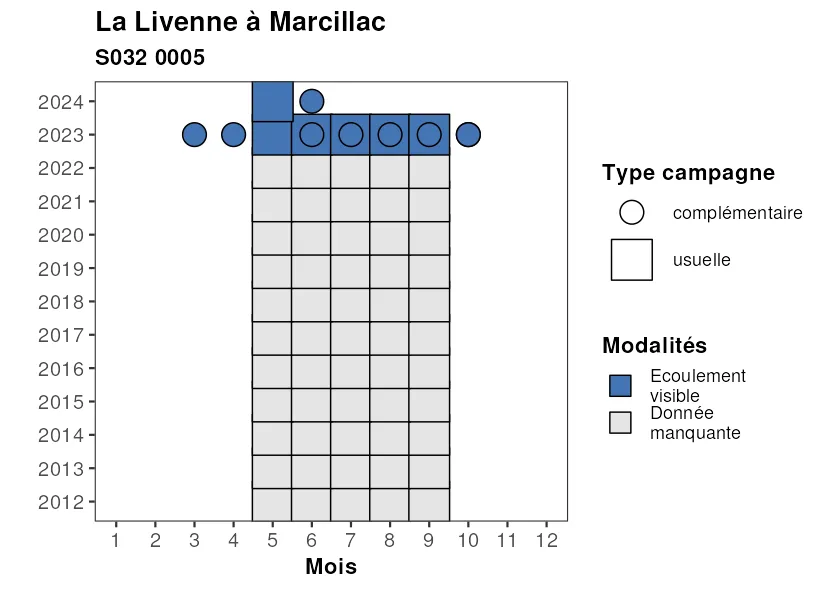 La Livenne à Marcillac
S032 0005
2024
2023
2022
2021
2020
2019
2018
2017
2016
2015
2014
2013
2012
1 2 3 4 5 6 7 8 9 10 11 12
Mois
Type campagne
complémentaire
usuelle
Modalités
Ecoulement
visible
Donnée
manquante